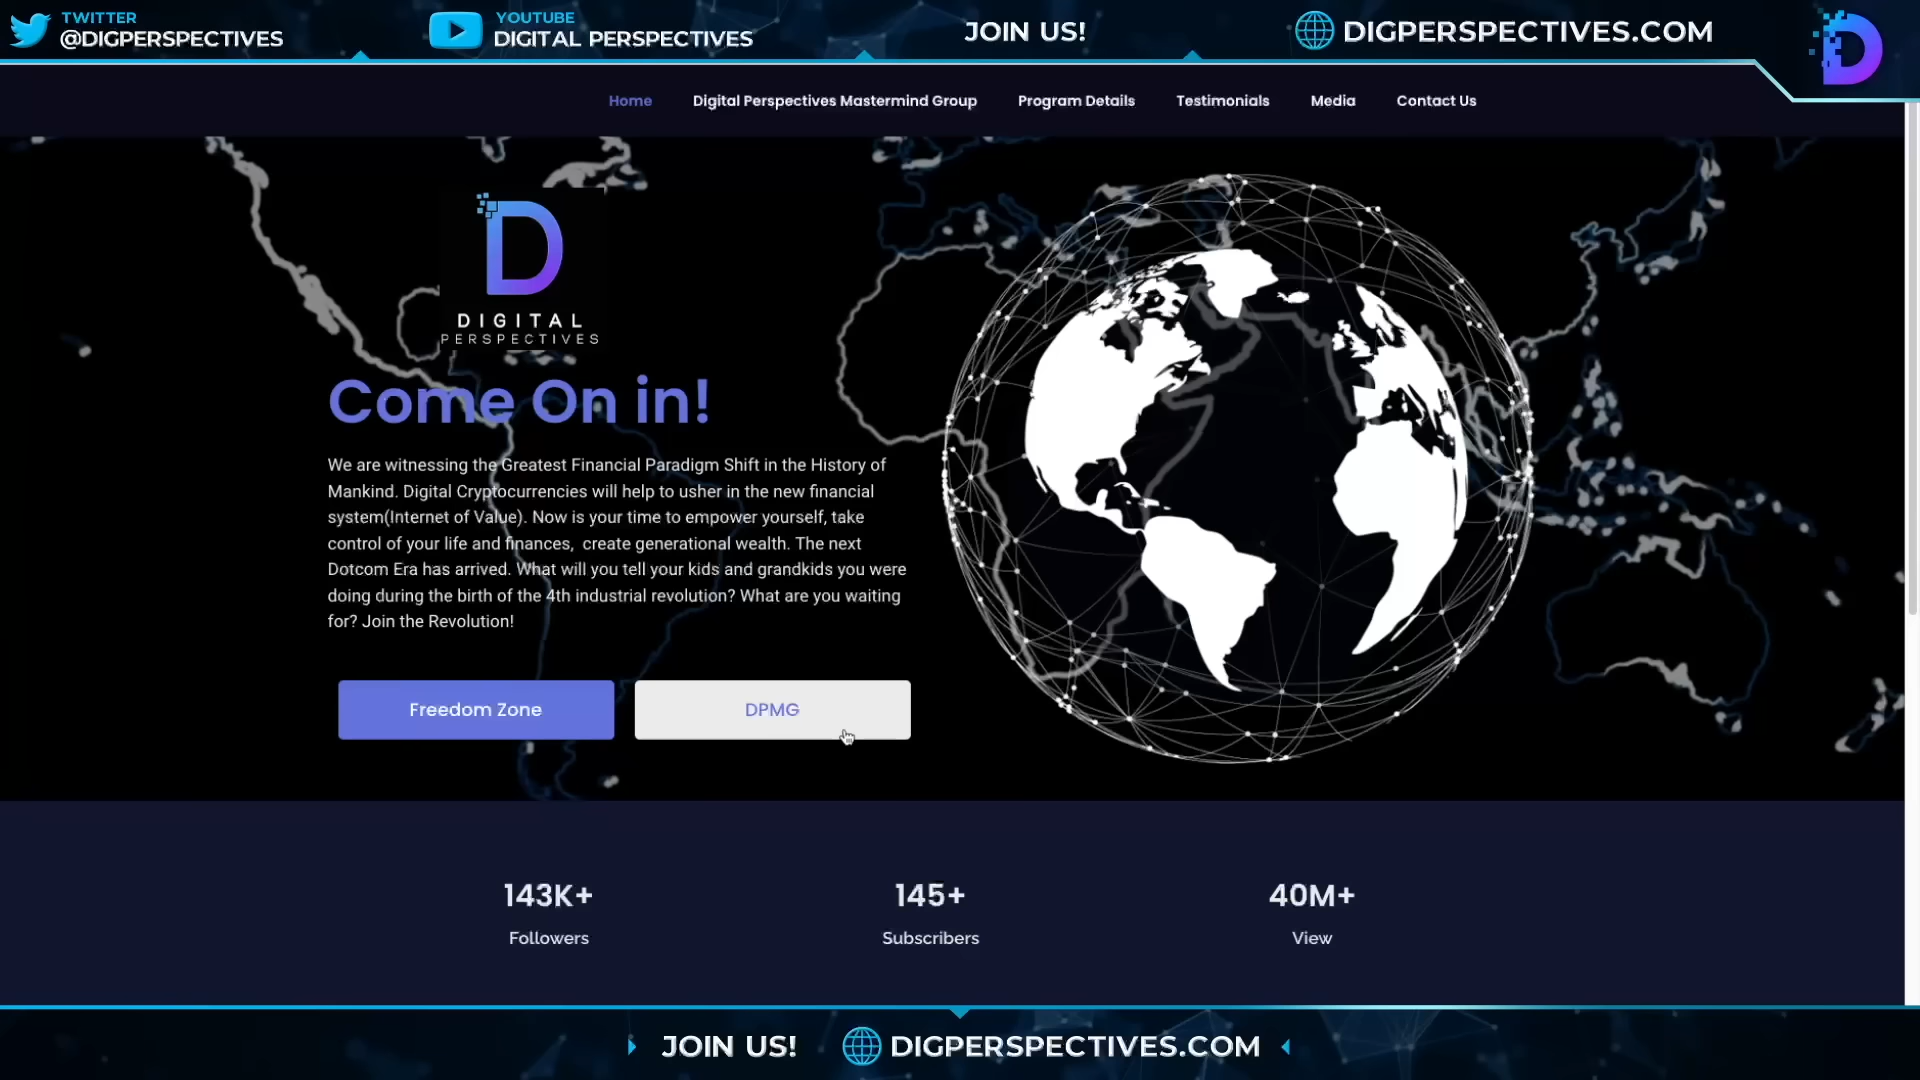 TWITTER
@DIGPERSPECTIVES
YOUTUBE
DIGITAL PERSPECTIVES
JOIN US!
DIGPERSPECTIVES.COM
Home
Digital Perspectives Mastermind Group
Program Details
Testimonials
Media
Contact Us
DIGITAL
PERSPECTIVES
Come On in!
We are witnessing the Greatest Financial Paradigm Shift in the History of
Mankind. Digital Cryptocurrencies will help to usher in the new financial
system(Internet of Value). Now is your time to empower yourself, take
control of your life and finances, create generational wealth. The next
Dotcom Era has arrived. What will you tell your kids and grandkids you were
doing during the birth of the 4th industrial revolution? What are you waiting
for? Join the Revolution!
Freedom Zone
DPMG
143K+
Followers
145+
Subscribers
40M+
View
JOIN US!
DIGPERSPECTIVES.COM